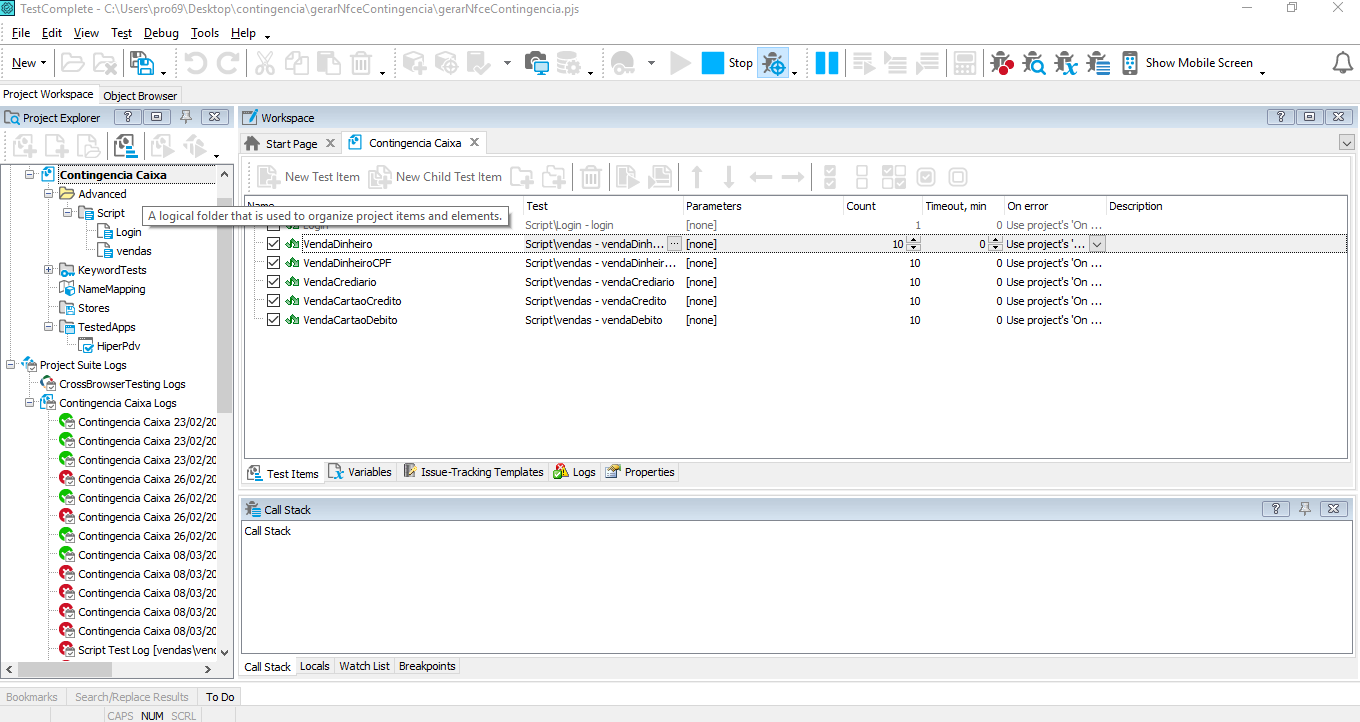 TestComplete - C:\Users\pro69\Desktop\contingencia\gerarNfceContingencia\gerarNfceContingencia.pjs
File Edit View Test Debug Tools Help
New Stop Show Mobile Screen
Project Workspace Object Browser
Project Explorer
Contingencia Caixa
Advanced
Script
Login
vendas
KeywordTests
NameMapping
Stores
TestedApps
HiperPdv
Project Suite Logs
CrossBrowserTesting Logs
Contingencia Caixa Logs
Contingencia Caixa 23/02/20
Contingencia Caixa 23/02/20
Contingencia Caixa 23/02/20
Contingencia Caixa 26/02/20
Contingencia Caixa 26/02/20
Contingencia Caixa 26/02/20
Contingencia Caixa 26/02/20
Contingencia Caixa 08/03/20
Contingencia Caixa 08/03/20
Contingencia Caixa 08/03/20
Contingencia Caixa 08/03/20
Contingencia Caixa 08/03/20
Script Test Log [vendas\venc
A logical folder that is used to organize project items and elements.
Workspace
Start Page Contingencia Caixa
New Test Item New Child Test Item
Name Test Parameters Count Timeout, min On error Description
Login Script\Login - login [none] 1 0 Use project's 'On ...
VendaDinheiro Script\vendas - vendaDinh... ... [none] 10 0 Use project's '...
VendaDinheiroCPF Script\vendas - vendaDinheir... [none] 10 0 Use project's 'On ...
VendaCrediario Script\vendas - vendaCrediario [none] 10 0 Use project's 'On ...
VendaCartaoCredito Script\vendas - vendaCredito [none] 10 0 Use project's 'On ...
VendaCartaoDebito Script\vendas - vendaDebito [none] 10 0 Use project's 'On ...
Test Items Variables Issue-Tracking Templates Logs Properties
Call Stack
Call Stack
Call Stack Locals Watch List Breakpoints
Bookmarks Search/Replace Results To Do
CAPS NUM SCRL